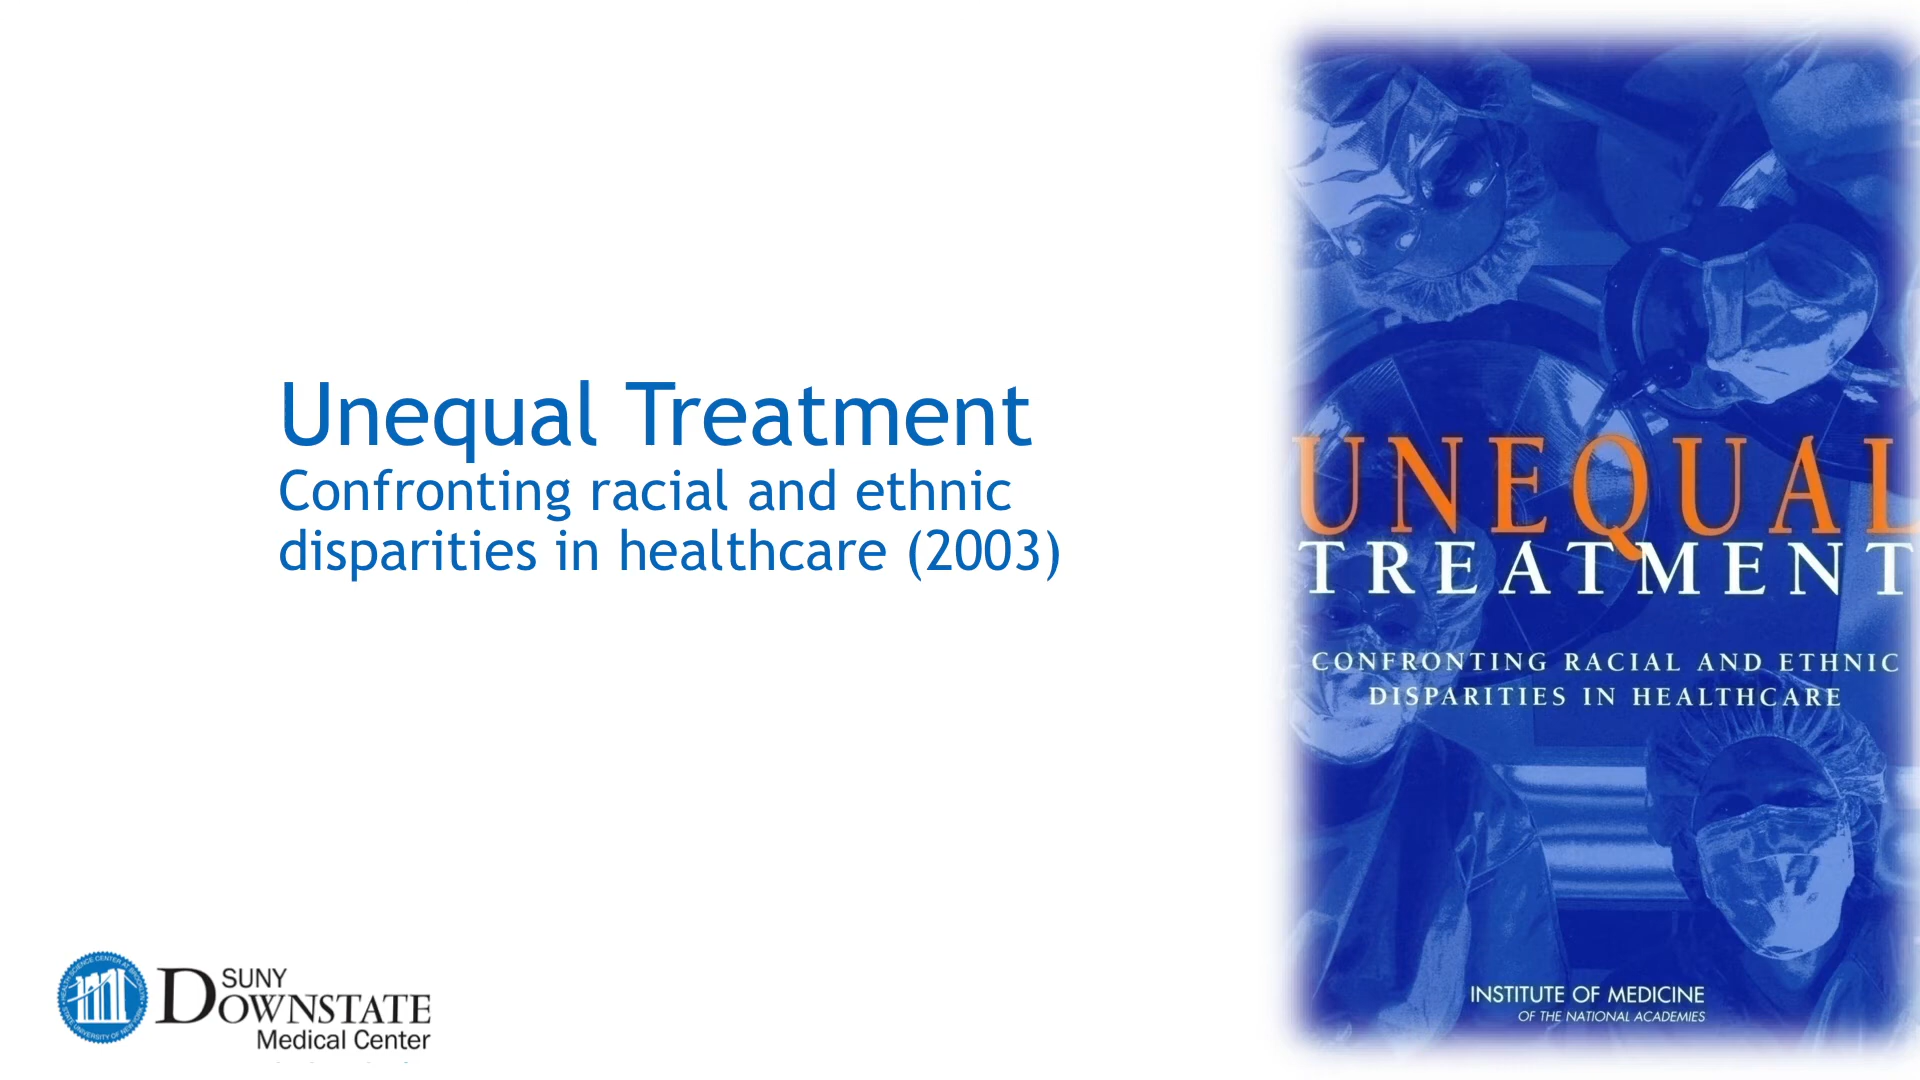 Unequal Treatment
Confronting racial and ethnic
disparities in healthcare (2003)
UNEQUAL
TREATMENT
CONFRONTING RACIAL AND ETHNIC
DISPARITIES IN HEALTHCARE
INSTITUTE OF MEDICINE
OF THE NATIONAL ACADEMIES
SUNY
DOWNSTATE
Medical Center